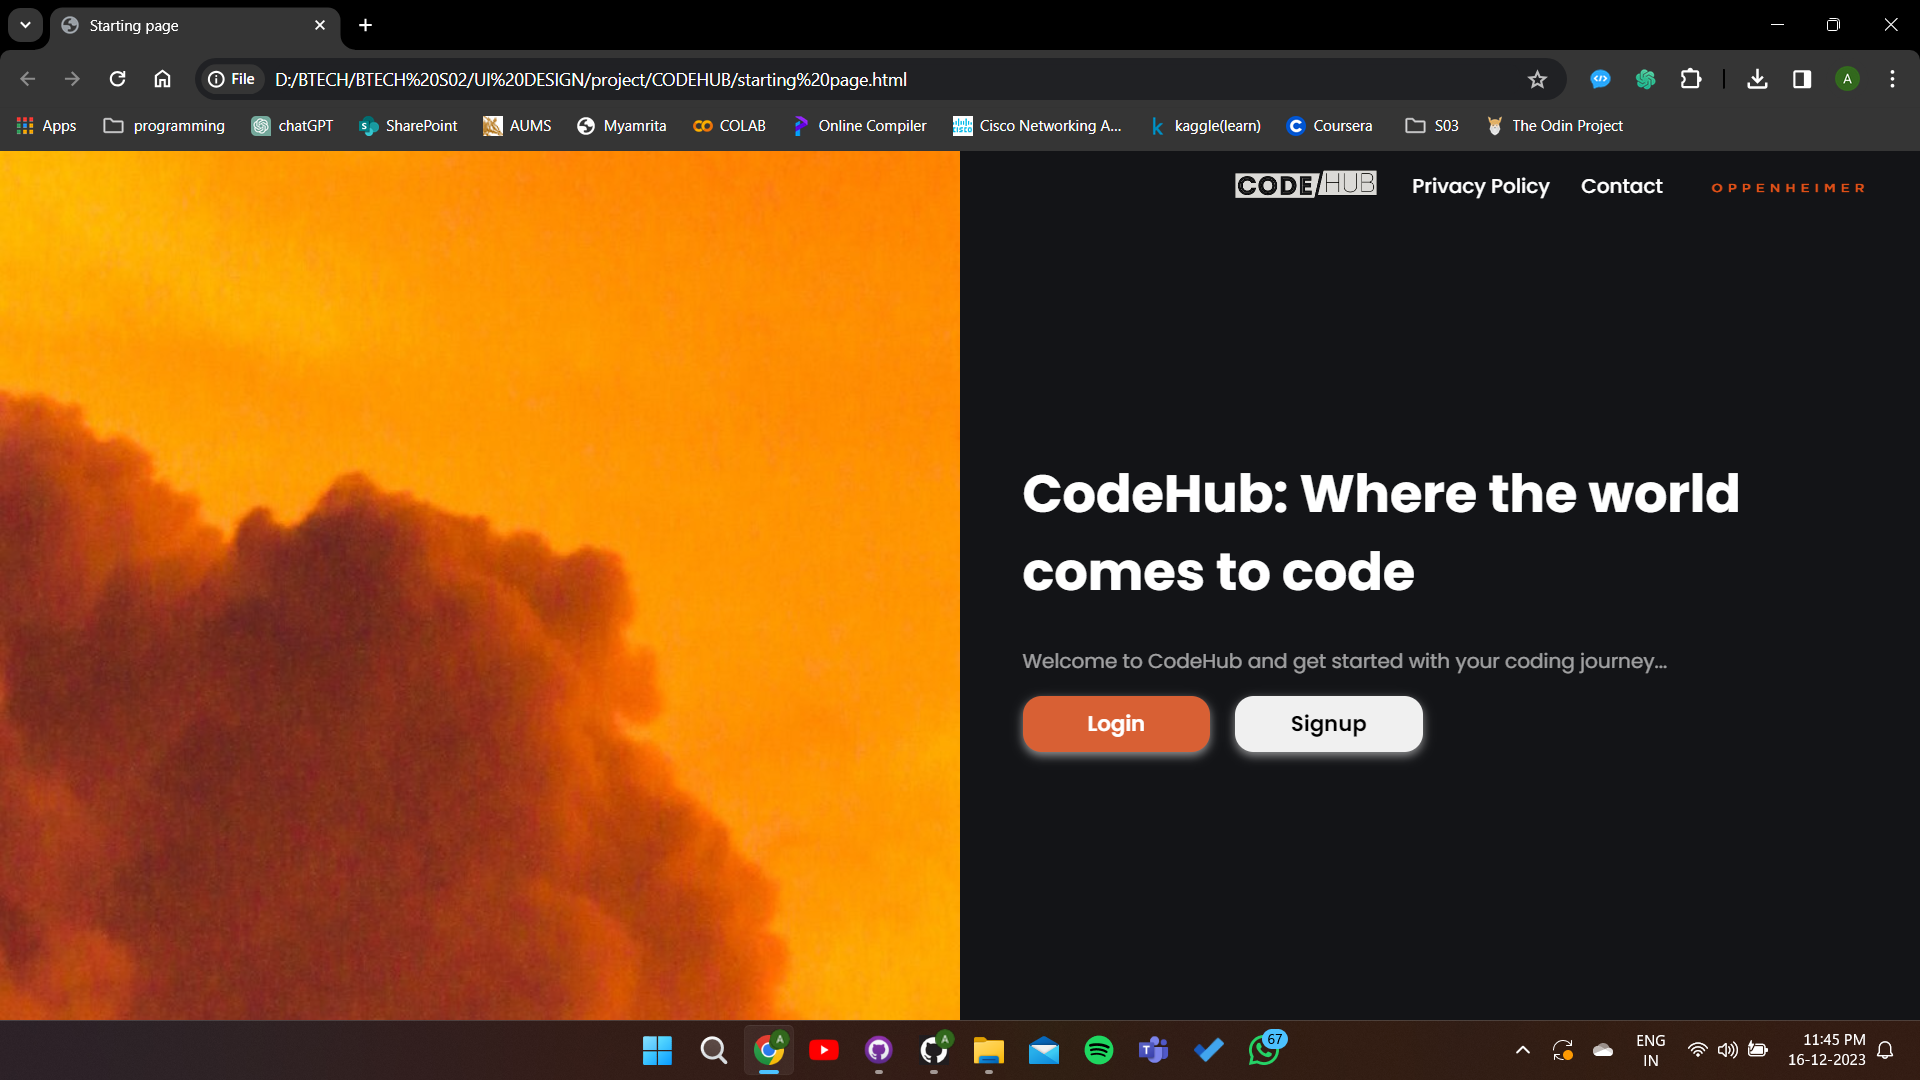 Starting page
File D:/BTECH/BTECH%20S02/UI%20DESIGN/project/CODEHUB/starting%20page.html
A
Apps programming chatGPT SharePoint AUMS Myamrita COLAB Online Compiler Cisco Networking A... kaggle(learn) Coursera S03 The Odin Project
CODE/HUB Privacy Policy Contact OPPENHEIMER
CodeHub: Where the world
comes to code
Welcome to CodeHub and get started with your coding journey...
Login Signup
A A 67
ENG
IN
11:45 PM
16-12-2023